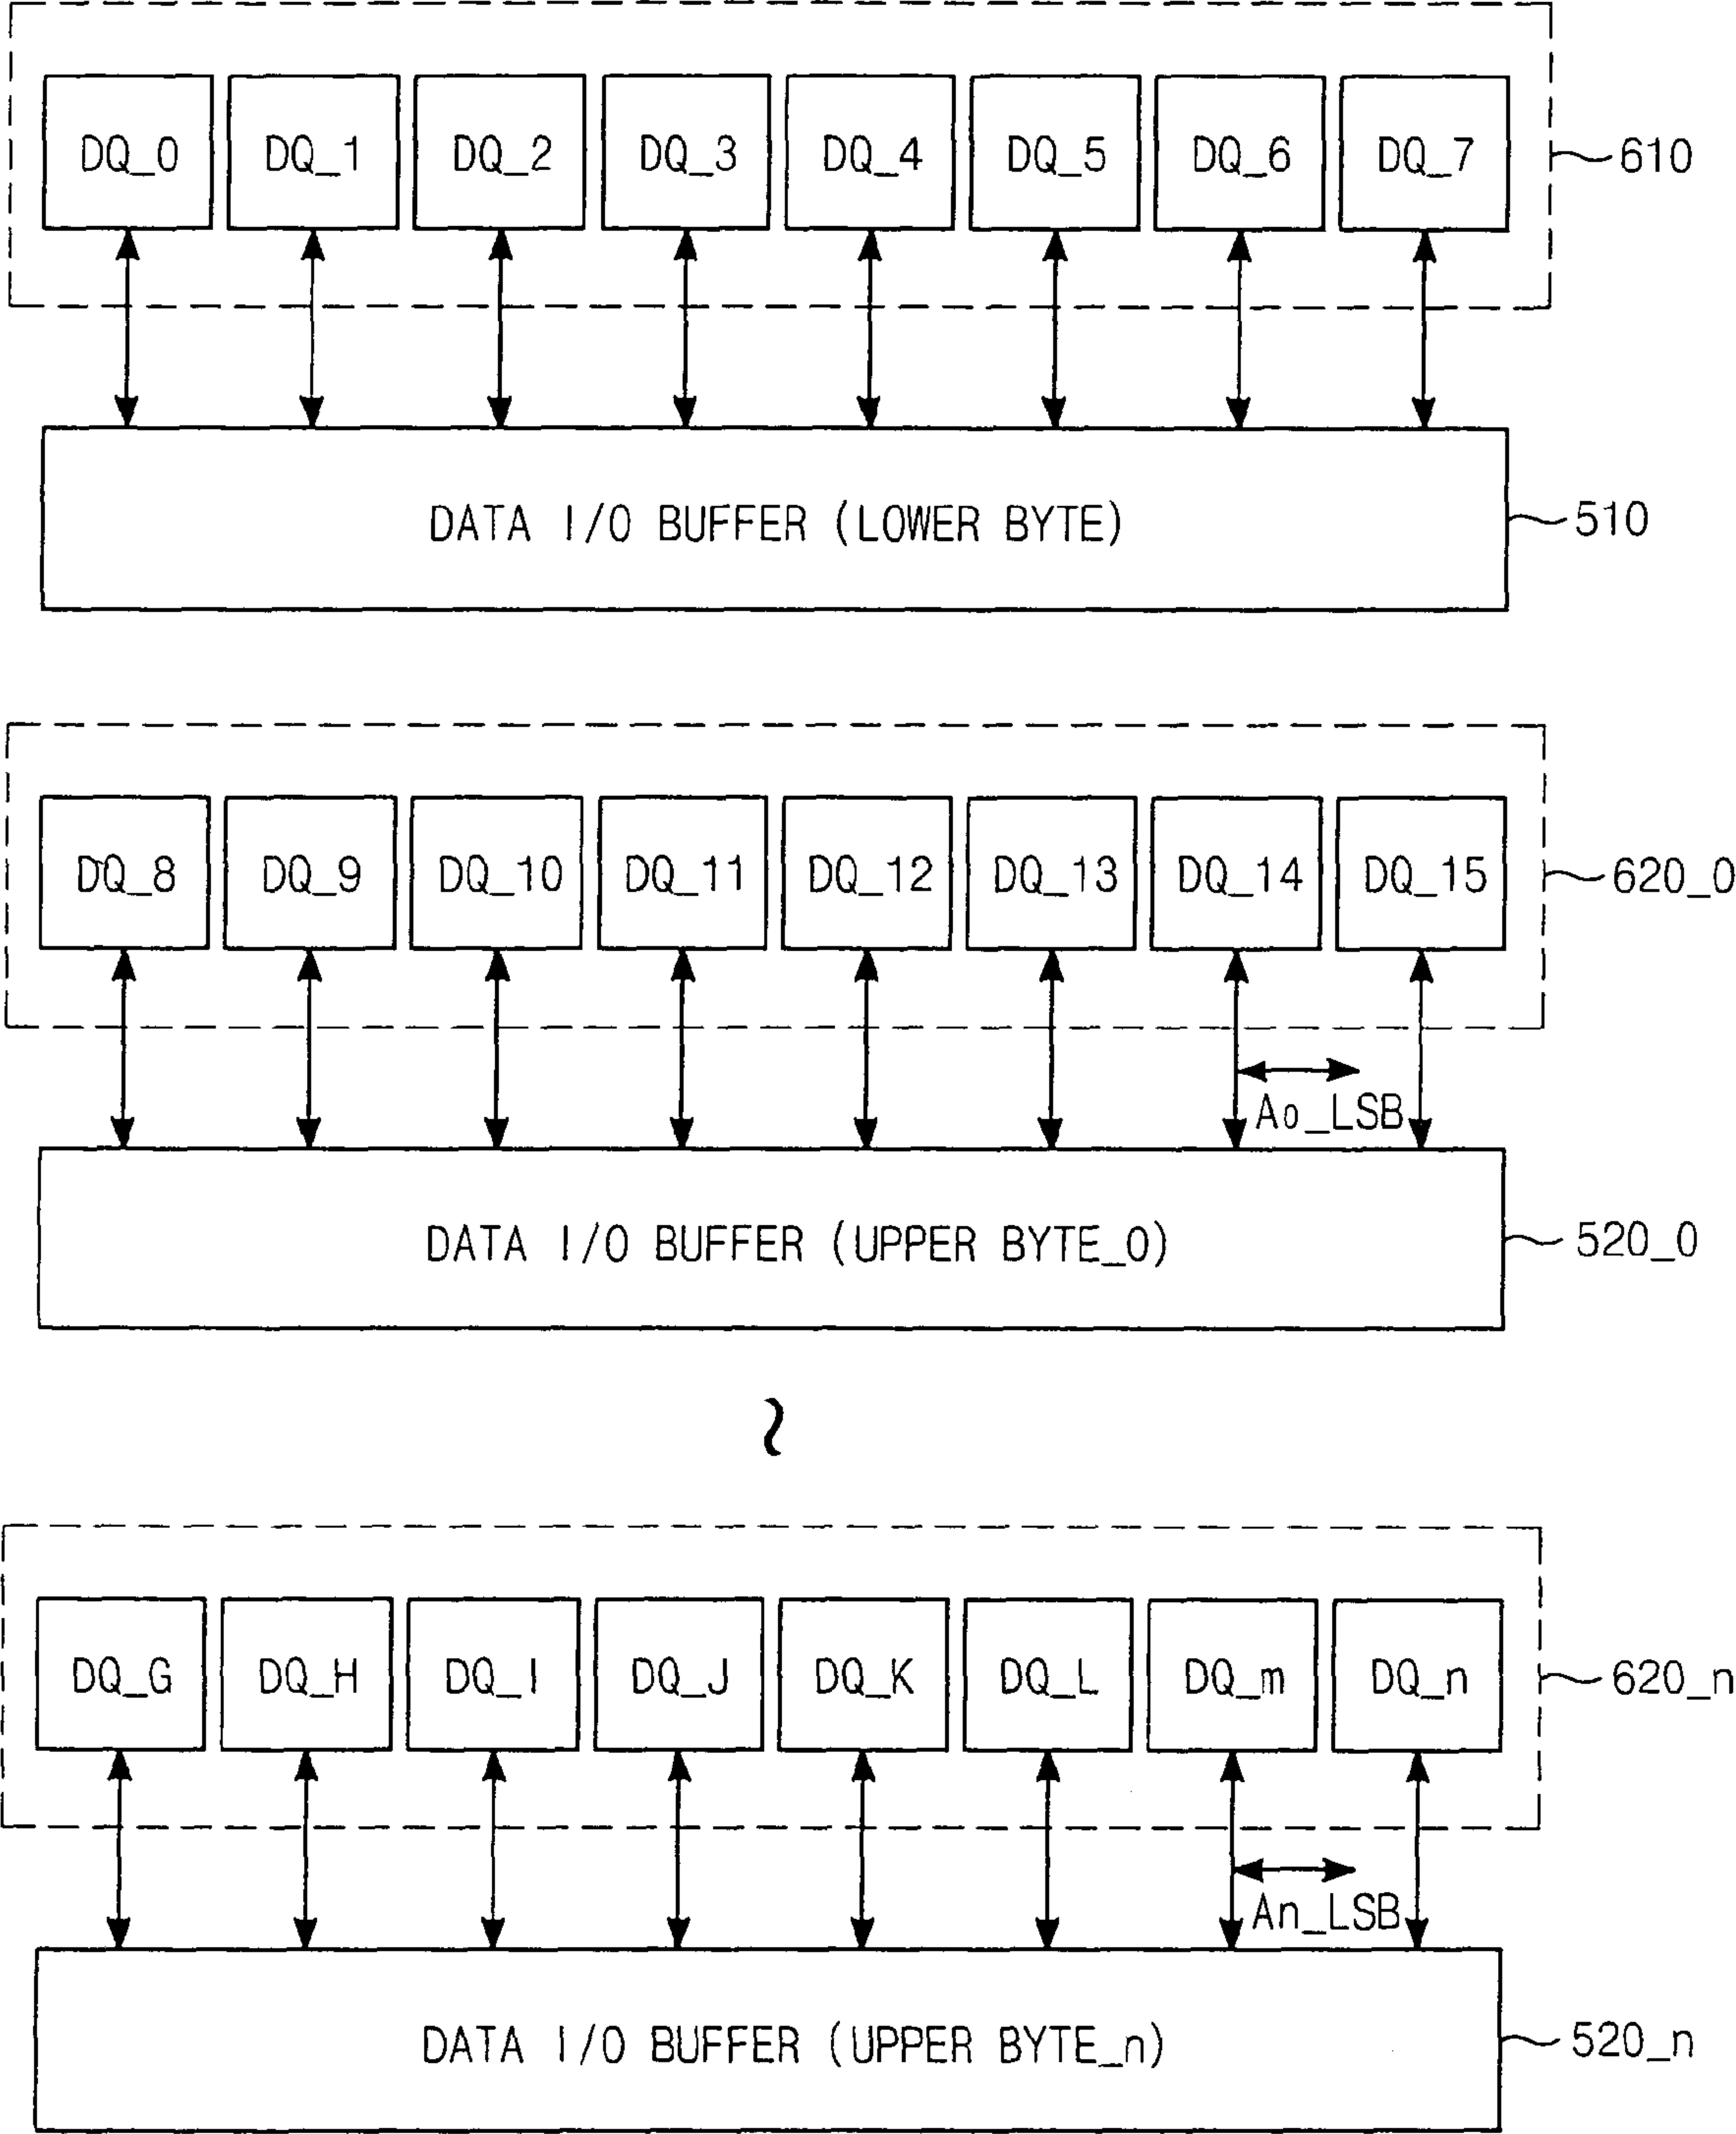 DQ_0 DQ_1 DQ_2 DQ_3 DQ_4 DQ_5 DQ_6 DQ_7 610
DATA I/O BUFFER (LOWER BYTE) 510
DQ_8 DQ_9 DQ_10 DQ_11 DQ_12 DQ_13 DQ_14 DQ_15 620_0
A0_LSB
DATA I/O BUFFER (UPPER BYTE_0) 520_0
~
DQ_G DQ_H DQ_I DQ_J DQ_K DQ_L DQ_m DQ_n 620_n
An_LSB
DATA I/O BUFFER (UPPER BYTE_n) 520_n